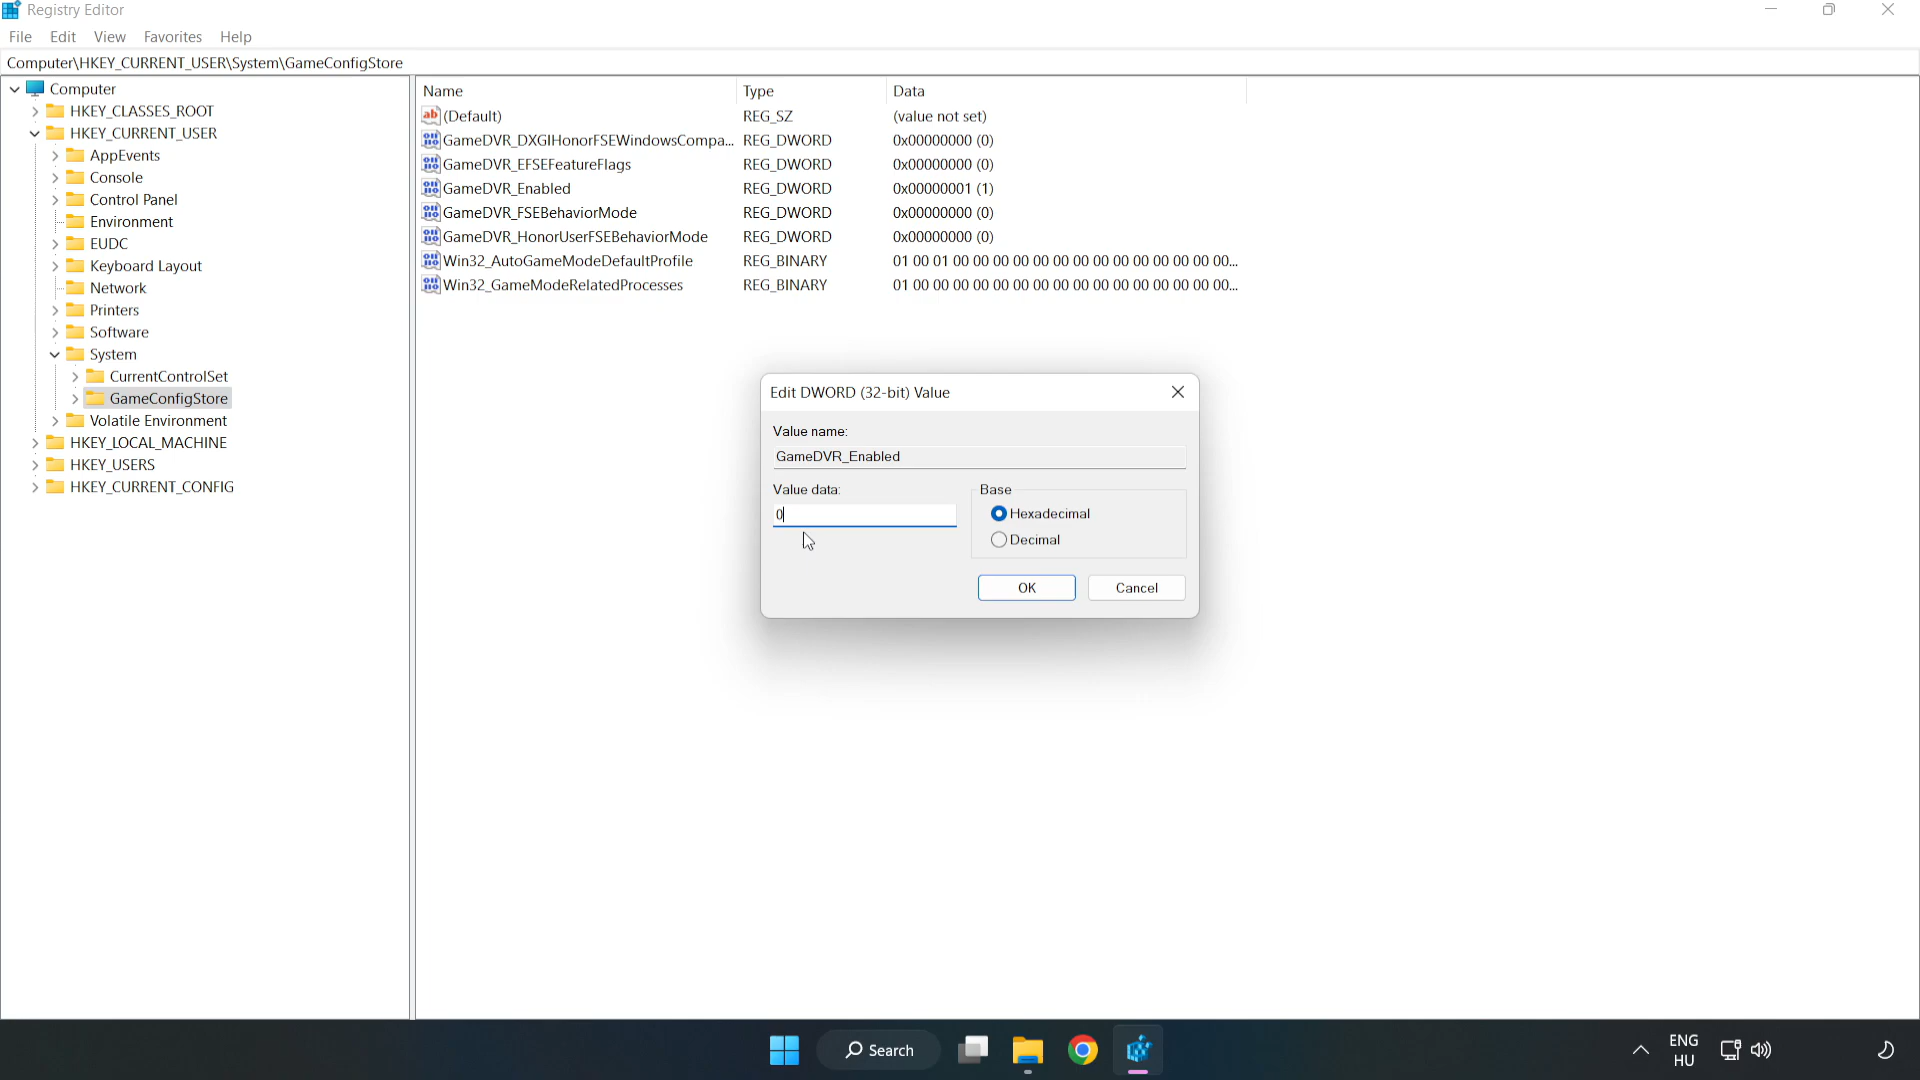 Registry Editor
File Edit View Favorites Help
Computer\HKEY_CURRENT_USER\System\GameConfigStore
Computer
HKEY_CLASSES_ROOT
HKEY_CURRENT_USER
AppEvents
Console
Control Panel
Environment
EUDC
Keyboard Layout
Network
Printers
Software
System
CurrentControlSet
GameConfigStore
Volatile Environment
HKEY_LOCAL_MACHINE
HKEY_USERS
HKEY_CURRENT_CONFIG
Name Type Data
(Default) REG_SZ (value not set)
GameDVR_DXGIHonorFSEWindowsCompa... REG_DWORD 0x00000000 (0)
GameDVR_EFSEFeatureFlags REG_DWORD 0x00000000 (0)
GameDVR_Enabled REG_DWORD 0x00000001 (1)
GameDVR_FSEBehaviorMode REG_DWORD 0x00000000 (0)
GameDVR_HonorUserFSEBehaviorMode REG_DWORD 0x00000000 (0)
Win32_AutoGameModeDefaultProfile REG_BINARY 01 00 01 00 00 00 00 00 00 00 00 00 00 00 00 00 00...
Win32_GameModeRelatedProcesses REG_BINARY 01 00 00 00 00 00 00 00 00 00 00 00 00 00 00 00 00...
Edit DWORD (32-bit) Value
Value name:
GameDVR_Enabled
Value data:
0
Base
Hexadecimal
Decimal
OK Cancel
Search
ENG
HU